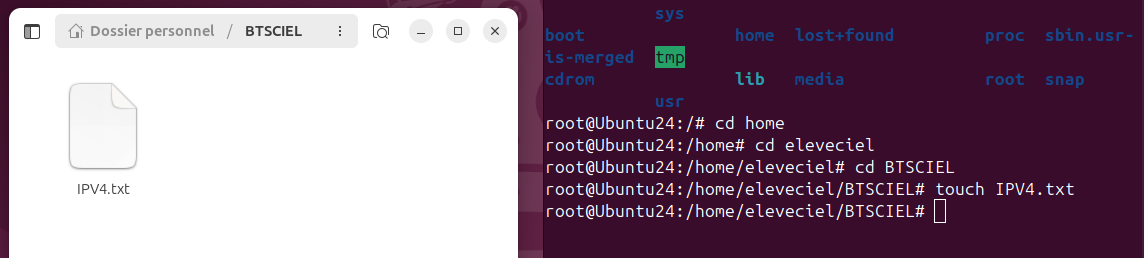 Dossier personnel / BTSCIEL
IPV4.txt
sys
boot home lost+found proc sbin.usr-
is-merged tmp
cdrom lib media root snap
usr
root@Ubuntu24:/# cd home
root@Ubuntu24:/home# cd eleveciel
root@Ubuntu24:/home/eleveciel# cd BTSCIEL
root@Ubuntu24:/home/eleveciel/BTSCIEL# touch IPV4.txt
root@Ubuntu24:/home/eleveciel/BTSCIEL#